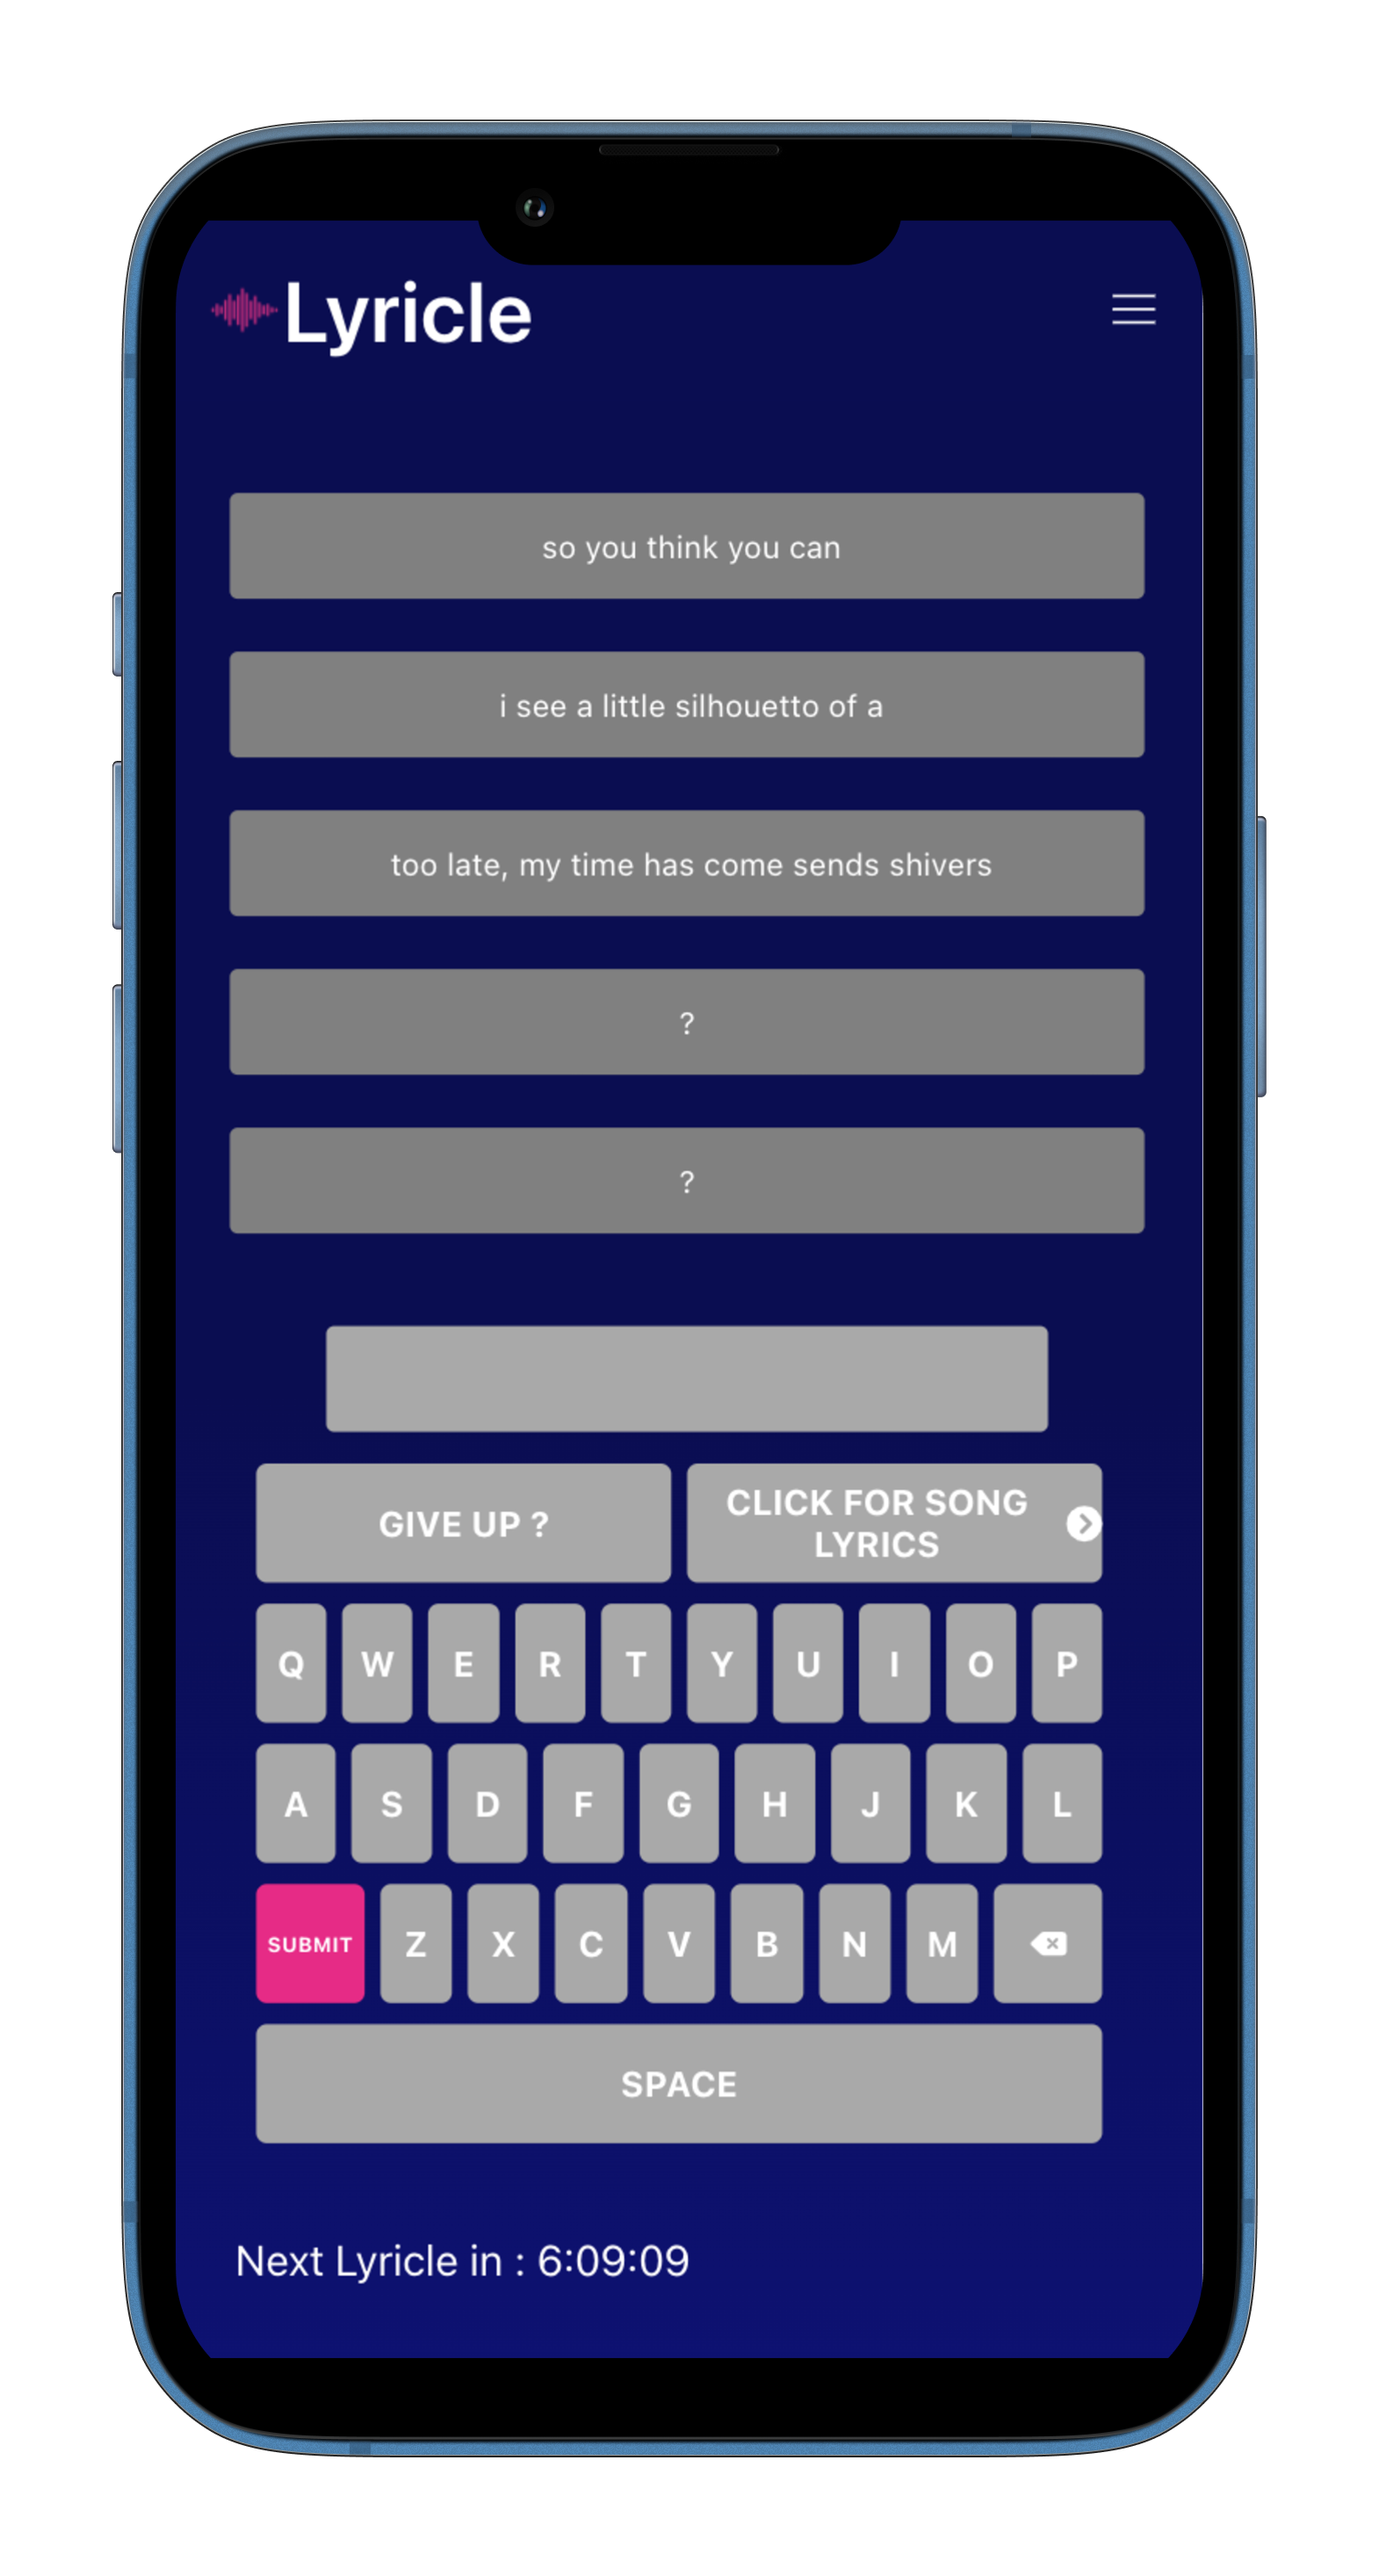 Lyricle
so you think you can
i see a little silhouetto of a
too late, my time has come sends shivers
?
?
GIVE UP ?
CLICK FOR SONG
LYRICS
Q W E R T Y U I O P
A S D F G H J K L
SUBMIT Z X C V B N M
SPACE
Next Lyricle in : 6:09:09